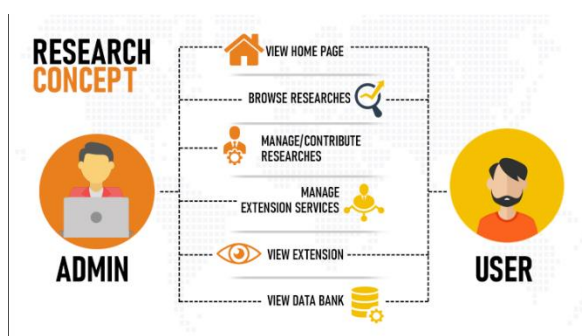 RESEARCH
CONCEPT
VIEW HOME PAGE
BROWSE RESEARCHES
MANAGE/CONTRIBUTE
RESEARCHES
MANAGE
EXTENSION SERVICES
VIEW EXTENSION
VIEW DATA BANK
ADMIN
USER